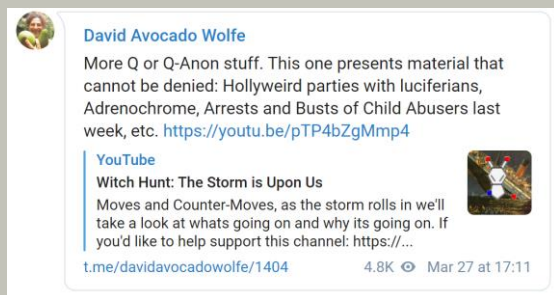 David Avocado Wolfe
More Q or Q-Anon stuff. This one presents material that
cannot be denied: Hollyweird parties with luciferians,
Adrenochrome, Arrests and Busts of Child Abusers last
week, etc. https://youtu.be/pTP4bZgMmp4
YouTube
Witch Hunt: The Storm is Upon Us
Moves and Counter-Moves, as the storm rolls in we'll
take a look at whats going on and why its going on. If
you'd like to help support this channel: https://...
t.me/davidavocadowolfe/1404 4.8K Mar 27 at 17:11